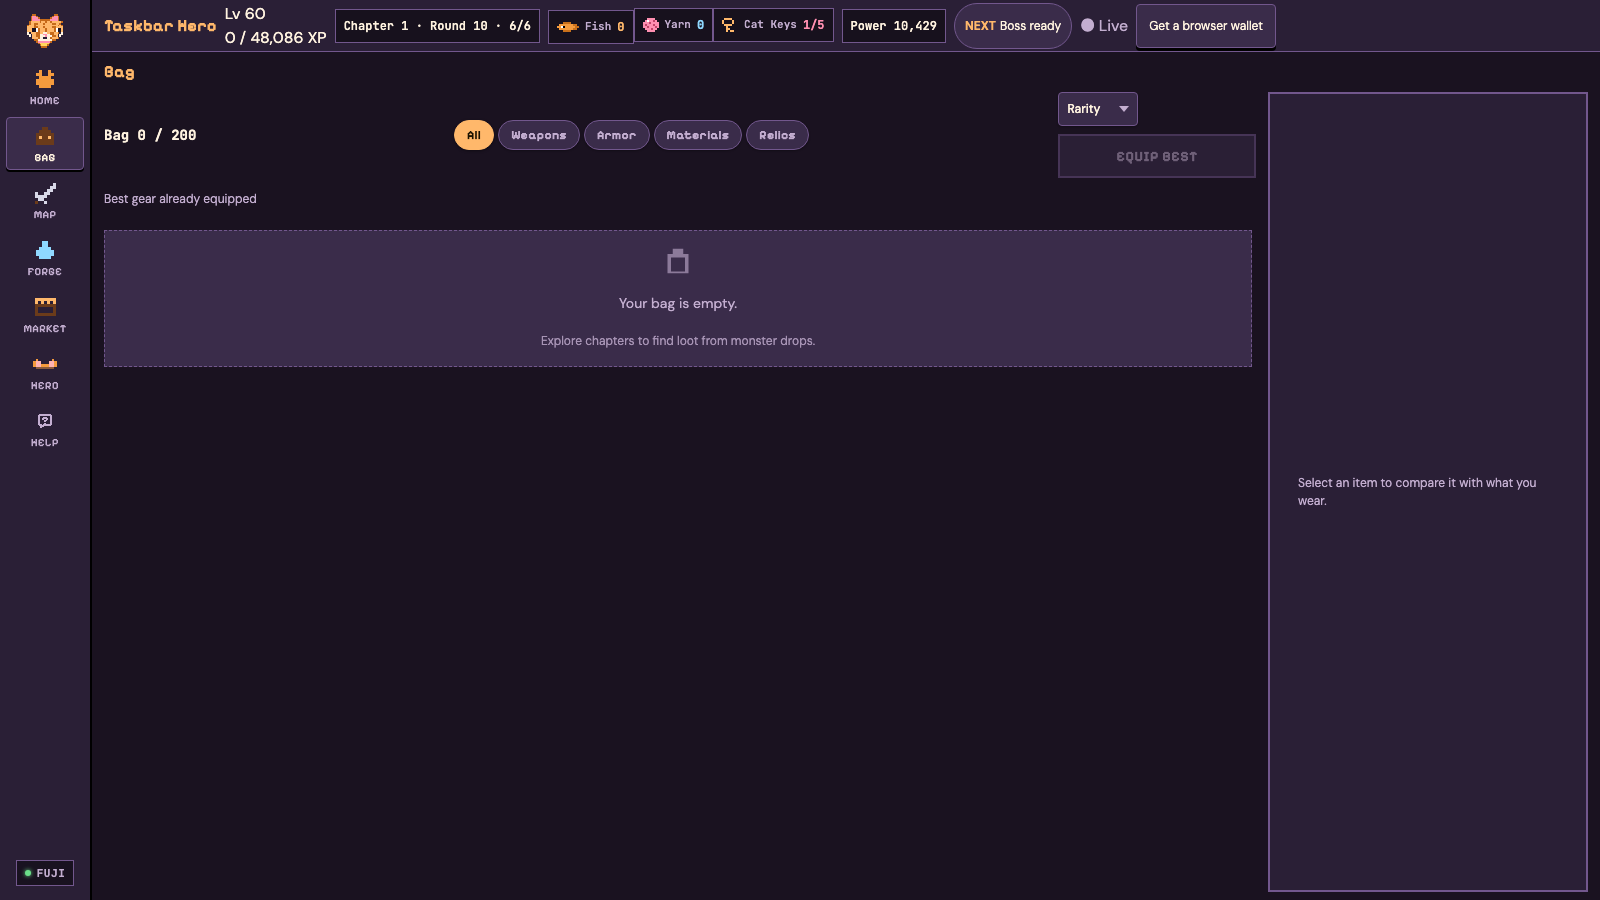 Taskbar Hero
Lv 60
0 / 48,086 XP
Chapter 1 · Round 10 · 6/6
Fish 0
Yarn 0
Cat Keys 1/5
Power 10,429
NEXT Boss ready
Live
Get a browser wallet
HOME
BAG
MAP
FORGE
MARKET
HERO
HELP
FUJI
Bag
Bag 0 / 200
All
Weapons
Armor
Materials
Relics
Rarity
EQUIP BEST
Best gear already equipped
Your bag is empty.
Explore chapters to find loot from monster drops.
Select an item to compare it with what you
wear.